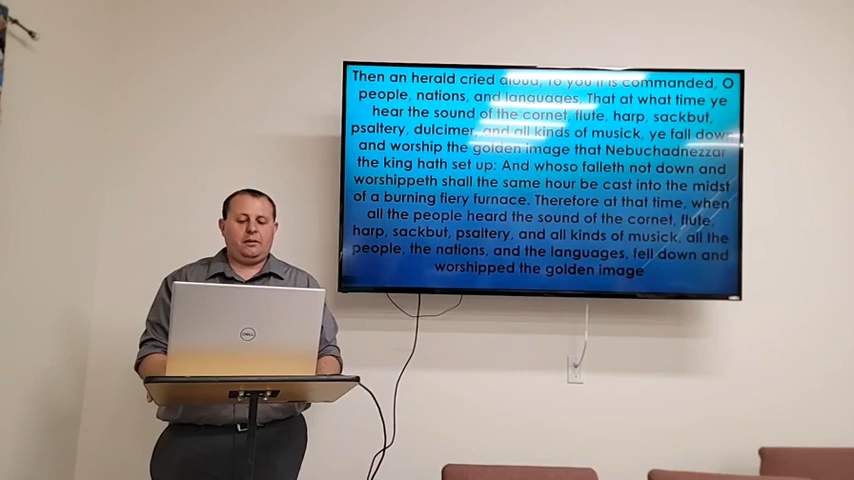 Then an herald cried aloud, To you it is commanded, O
people, nations, and languages, That at what time ye
hear the sound of the cornet, flute, harp, sackbut,
psaltery, dulcimer, and all kinds of musick, ye fall down
and worship the golden image that Nebuchadnezzar
the king hath set up: And whoso falleth not down and
worshippeth shall the same hour be cast into the midst
of a burning fiery furnace. Therefore at that time, when
all the people heard the sound of the cornet, flute,
harp, sackbut, psaltery, and all kinds of musick, all the
people, the nations, and the languages, fell down and
worshipped the golden image
DELL